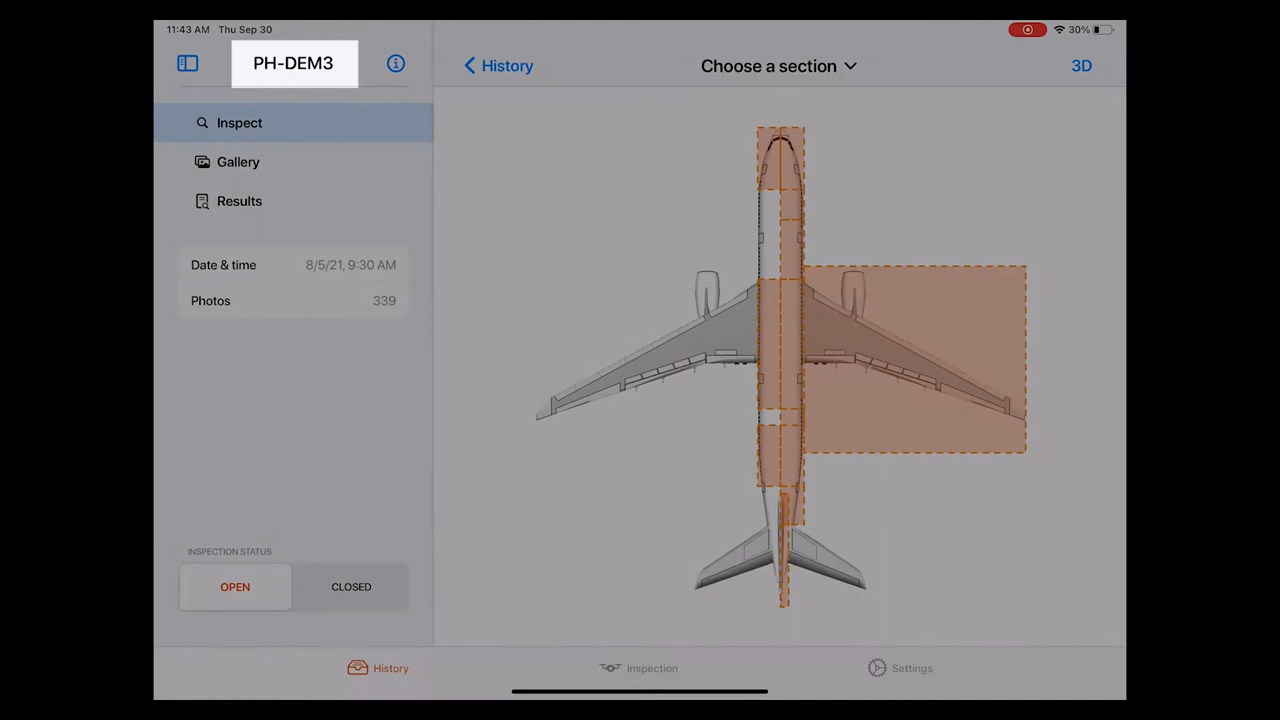 11:43 AM Thu Sep 30
30%
PH-DEM3
History
Choose a section
3D
Inspect
Gallery
Results
Date & time 8/5/21, 9:30 AM
Photos 339
INSPECTION STATUS
OPEN CLOSED
History Inspection Settings